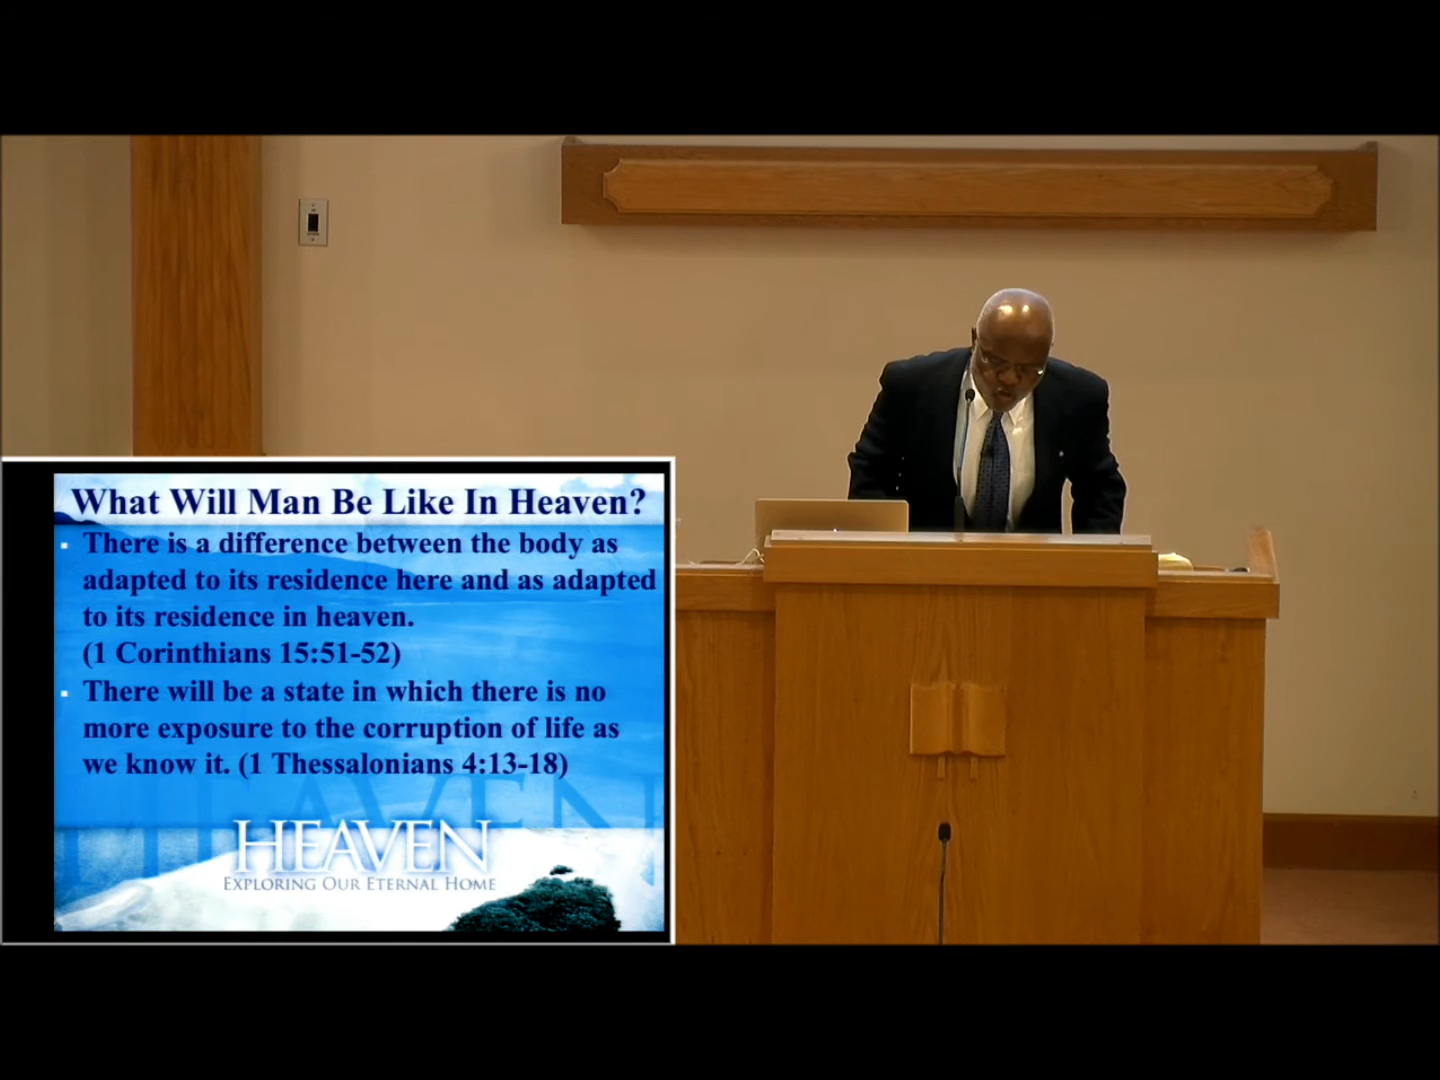 What Will Man Be Like In Heaven?
There is a difference between the body as
adapted to its residence here and as adapted
to its residence in heaven.
(1 Corinthians 15:51-52)
There will be a state in which there is no
more exposure to the corruption of life as
we know it. (1 Thessalonians 4:13-18)
HEAVEN
HEAVEN
EXPLORING OUR ETERNAL HOME